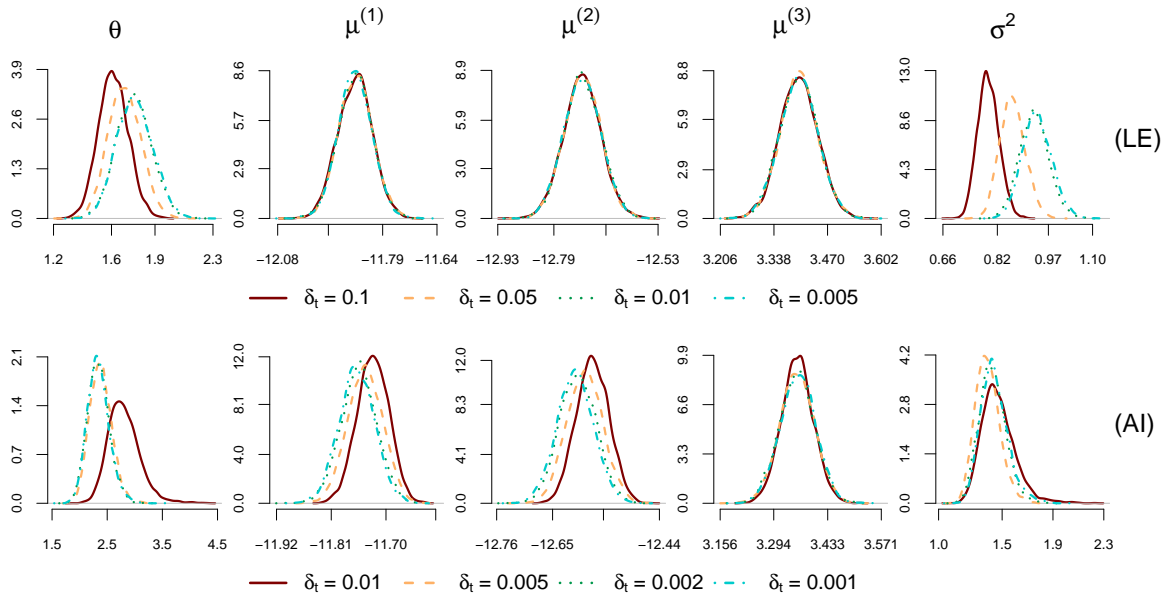 θ μ(1) μ(2) μ(3) σ2
0.0 1.3 2.6 3.9
1.2 1.6 1.9 2.3
0.0 2.9 5.7 8.6
−12.08 −11.79 −11.64
0.0 3.0 5.9 8.9
−12.93 −12.79 −12.53
0.0 2.9 5.9 8.8
3.206 3.338 3.470 3.602
0.0 4.3 8.6 13.0
0.66 0.82 0.97 1.10
(LE)
δt = 0.1 δt = 0.05 δt = 0.01 δt = 0.005
0.0 0.7 1.4 2.1
1.5 2.5 3.5 4.5
0.0 4.0 8.1 12.0
−11.92 −11.81 −11.70
0.0 4.1 8.3 12.0
−12.76 −12.65 −12.44
0.0 3.3 6.6 9.9
3.156 3.294 3.433 3.571
0.0 1.4 2.8 4.2
1.0 1.5 1.9 2.3
(AI)
δt = 0.01 δt = 0.005 δt = 0.002 δt = 0.001